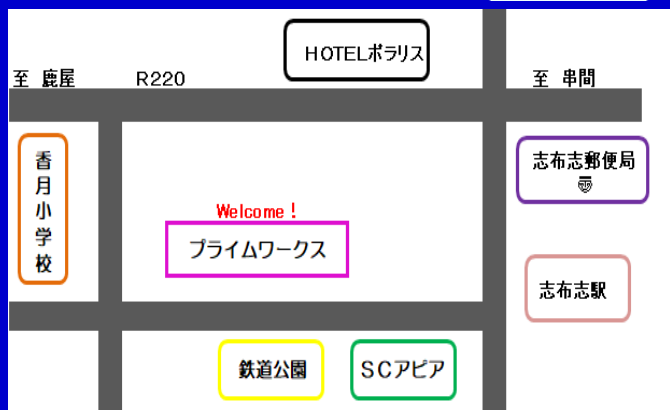 HOTELポラリス
至 鹿屋
R220
至 串間
香月小学校
志布志郵便局
〠
Welcome!
プライムワークス
志布志駅
鉄道公園
SCアピア